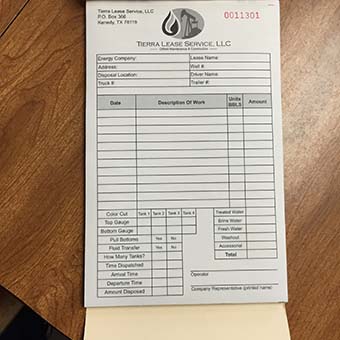 Tierra Lease Service, LLC
P.O. Box 356
Kenedy, TX 78119
0011301
TIERRA LEASE SERVICE, LLC
Oilfield Maintenance & Construction
Energy Company: Lease Name:
Address: Well #:
Disposal Location: Driver Name:
Truck #: Trailer #:
Date Description Of Work Units BBLS Amount
Color Cut Tank 1 Tank 2 Tank 3 Tank 4
Top Gauge
Bottom Gauge
Pull Bottoms Yes No
Fluid Transfer Yes No
How Many Tanks?
Time Dispatched
Arrival Time
Departure Time
Amount Disposed
Treated Water
Brine Water
Fresh Water
Washout
Accessorial
Total
Operator
Company Representative (printed name)